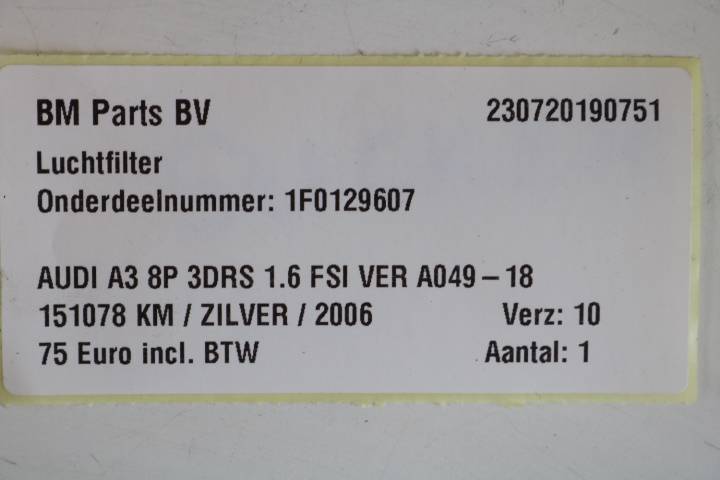 BM Parts BV 230720190751
Luchtfilter
Onderdeelnummer: 1F0129607
AUDI A3 8P 3DRS 1.6 FSI VER A049-18
151078 KM / ZILVER / 2006 Verz: 10
75 Euro incl. BTW Aantal: 1